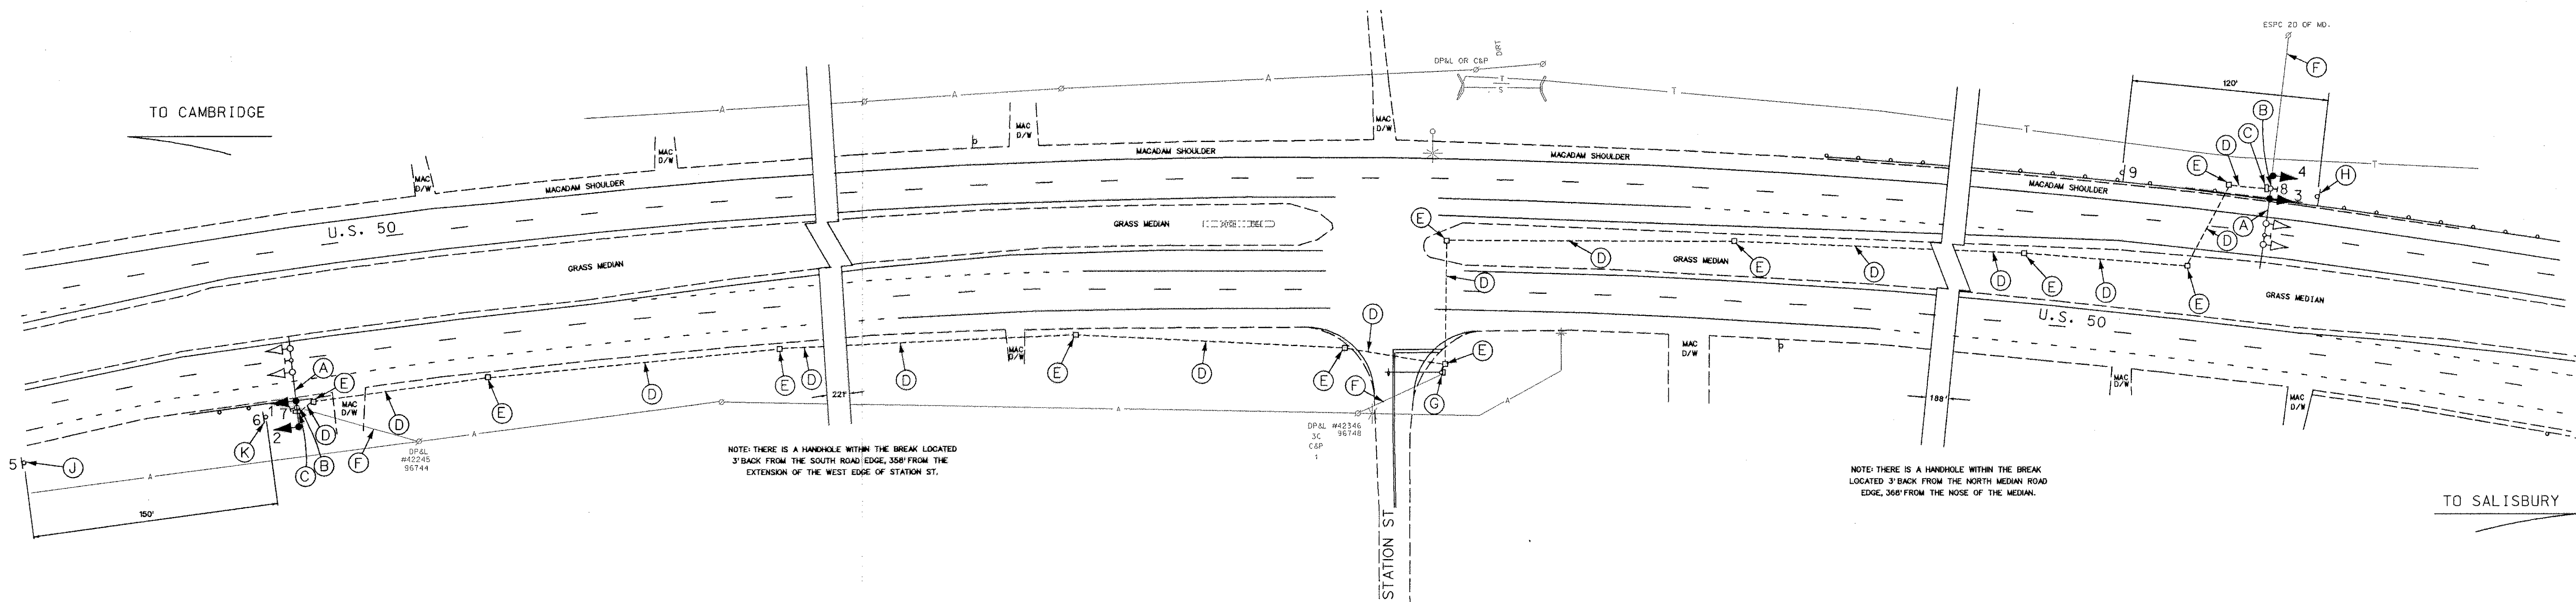 ESPC 20 OF MD.
F
DP&L OR C&P
DRT
T
S
A
A
A
T
T
T
120'
TO CAMBRIDGE
MAC
D/W
MAC
D/W
MAC
D/W
MAC
D/W
MACADAM SHOULDER
MACADAM SHOULDER
MACADAM SHOULDER
MACADAM SHOULDER
B
C
D
E
9
4
8
3
H
A
D
U.S. 50
GRASS MEDIAN
GRASS MEDIAN
E
D
E
D
GRASS MEDIAN
D
E
D
E
GRASS MEDIAN
D
U.S. 50
A
E
1
7
6
2
K
5
J
D
B
C
F
MAC
D/W
D
E
D
E
D
D
MAC
D/W
E
D
E
D
E
F
G
MAC
D/W
MAC
D/W
MAC
D/W
221'
188'
A
A
A
A
DP&L
#42245
96744
DP&L #42346
3C 96748
C&P
1
150'
NOTE: THERE IS A HANDHOLE WITHIN THE BREAK LOCATED
3' BACK FROM THE SOUTH ROAD EDGE, 358' FROM THE
EXTENSION OF THE WEST EDGE OF STATION ST.
NOTE: THERE IS A HANDHOLE WITHIN THE BREAK
LOCATED 3' BACK FROM THE NORTH MEDIAN ROAD
EDGE, 368' FROM THE NOSE OF THE MEDIAN.
STATION ST
TO SALISBURY